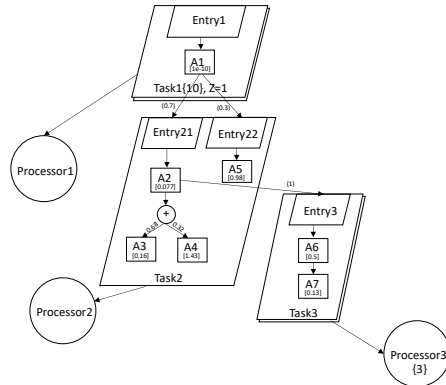 Entry1
A1
[1e-10]
Task1{10}, Z=1
(0.7)
(0.3)
Processor1
Entry21
Entry22
A2
[0.077]
A5
[0.98]
(1)
+
0.68
0.32
Entry3
A3
[0.16]
A4
[1.43]
A6
[0.5]
Task2
A7
[0.13]
Processor2
Task3
Processor3
{3}